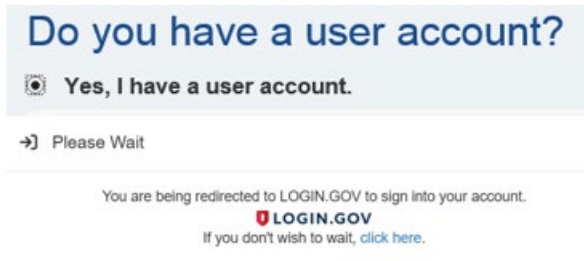 Do you have a user account?
Yes, I have a user account.
Please Wait
You are being redirected to LOGIN.GOV to sign into your account.
LOGIN.GOV
If you don't wish to wait, click here.